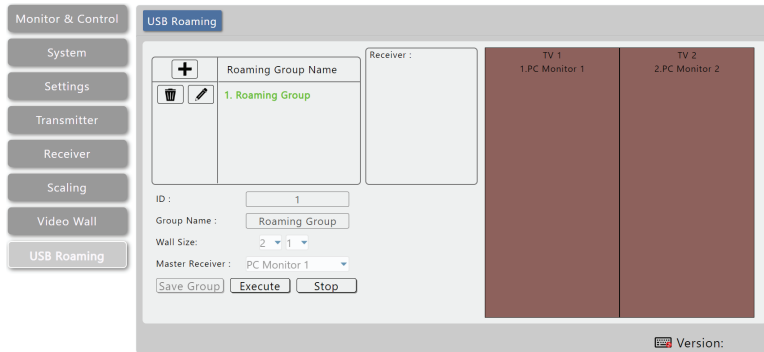 Monitor & Control
System
Settings
Transmitter
Receiver
Scaling
Video Wall
USB Roaming
USB Roaming
Roaming Group Name
1. Roaming Group
ID :
1
Group Name :
Roaming Group
Wall Size:
2
1
Master Receiver :
PC Monitor 1
Save Group
Execute
Stop
Receiver :
TV 1
1.PC Monitor 1
TV 2
2.PC Monitor 2
Version: